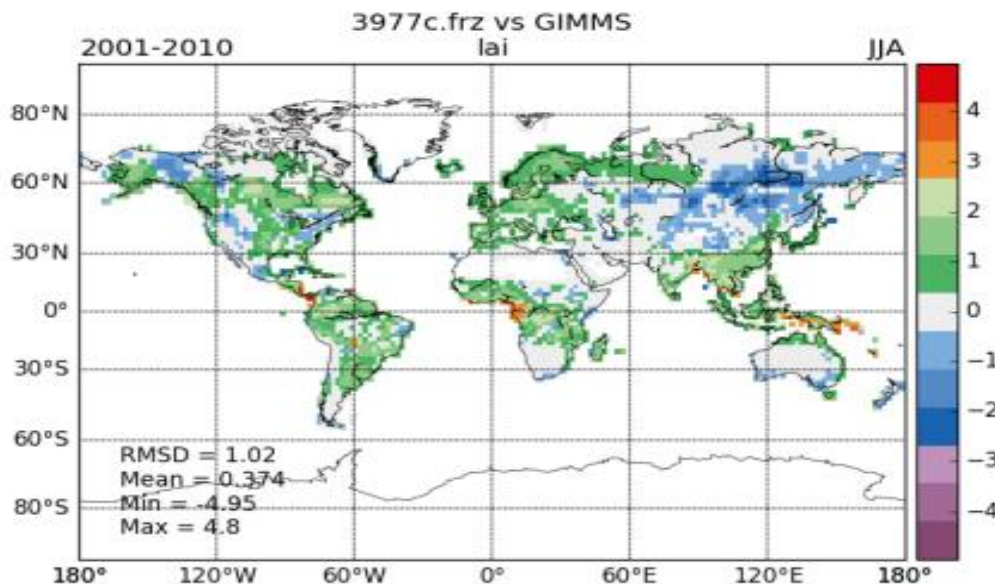 3977c.frz vs GIMMS
2001-2010 lai JJA
80°N
60°N
30°N
0°
30°S
60°S
80°S
RMSD = 1.02
Mean = 0.374
Min = -4.95
Max = 4.8
180° 120°W 60°W 0° 60°E 120°E 180°
4
3
2
1
0
−1
−2
−3
−4